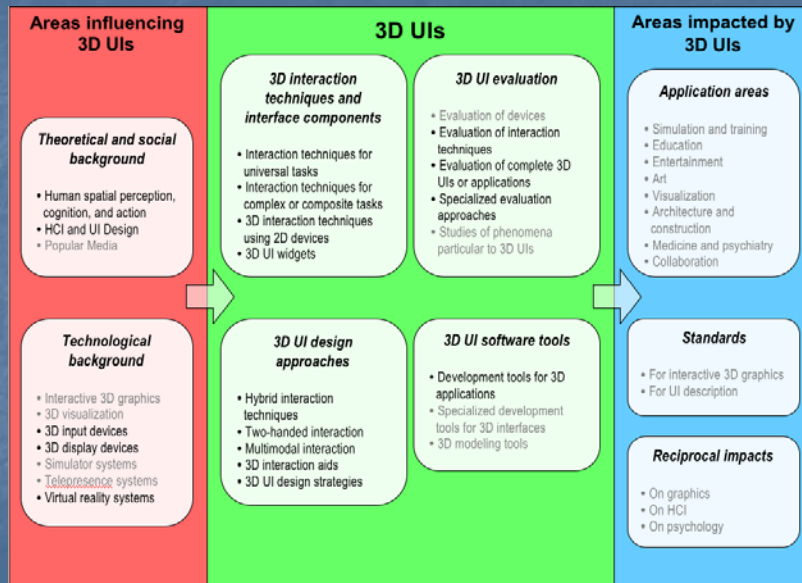 Areas influencing
3D UIs
Theoretical and social
background
• Human spatial perception,
cognition, and action
• HCI and UI Design
• Popular Media
Technological
background
• Interactive 3D graphics
• 3D visualization
• 3D input devices
• 3D display devices
• Simulator systems
• Telepresence systems
• Virtual reality systems
3D UIs
3D interaction
techniques and
interface components
• Interaction techniques for
universal tasks
• Interaction techniques for
complex or composite tasks
• 3D interaction techniques
using 2D devices
• 3D UI widgets
3D UI evaluation
• Evaluation of devices
• Evaluation of interaction
techniques
• Evaluation of complete 3D
UIs or applications
• Specialized evaluation
approaches
• Studies of phenomena
particular to 3D UIs
3D UI design
approaches
• Hybrid interaction
techniques
• Two-handed interaction
• Multimodal interaction
• 3D interaction aids
• 3D UI design strategies
3D UI software tools
• Development tools for 3D
applications
• Specialized development
tools for 3D interfaces
• 3D modeling tools
Areas impacted by
3D UIs
Application areas
• Simulation and training
• Education
• Entertainment
• Art
• Visualization
• Architecture and
construction
• Medicine and psychiatry
• Collaboration
Standards
• For interactive 3D graphics
• For UI description
Reciprocal impacts
• On graphics
• On HCI
• On psychology